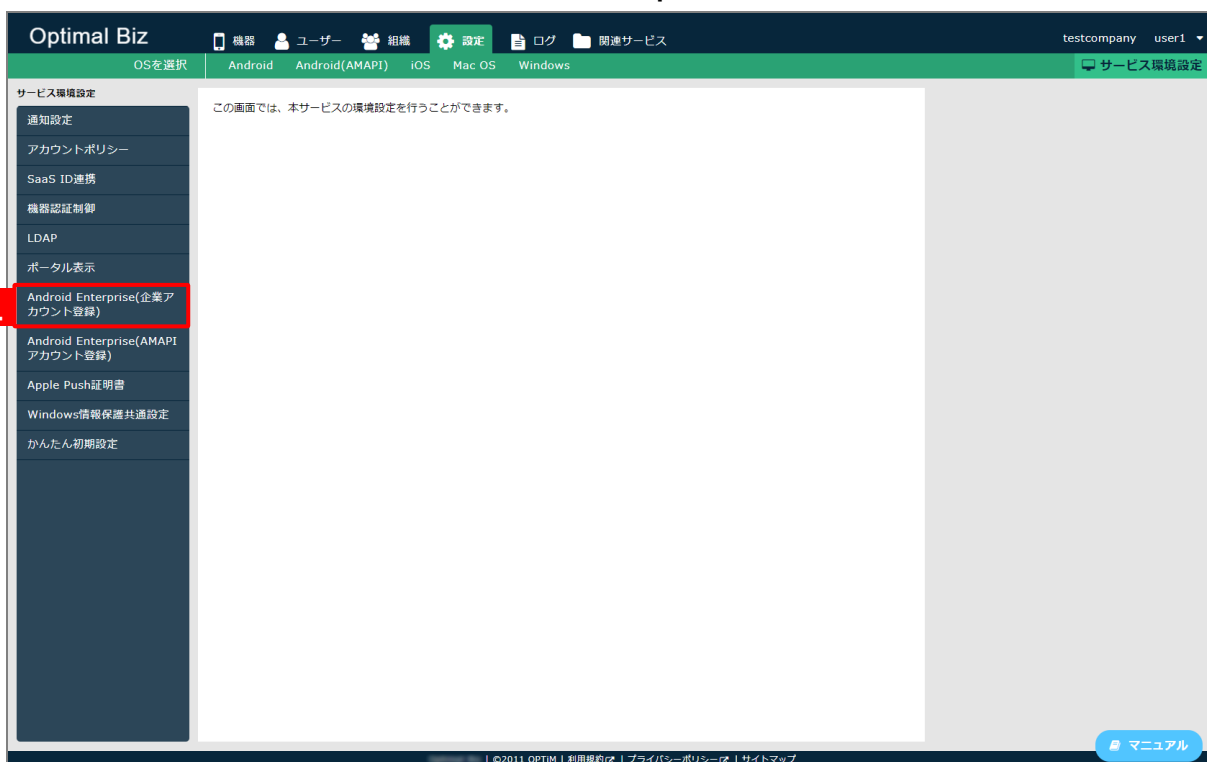 Optimal Biz
機器 ユーザー 組織 設定 ログ 関連サービス
testcompany user1
OSを選択 Android Android(AMAPI) iOS Mac OS Windows
サービス環境設定
サービス環境設定
この画面では、本サービスの環境設定を行うことができます。
通知設定
アカウントポリシー
SaaS ID連携
機器認証制御
LDAP
ポータル表示
Android Enterprise(企業ア
カウント登録)
Android Enterprise(AMAPI
アカウント登録)
Apple Push証明書
Windows情報保護共通設定
かんたん初期設定
マニュアル
| ©2011 OPTiM | 利用規約 | プライバシーポリシー | サイトマップ